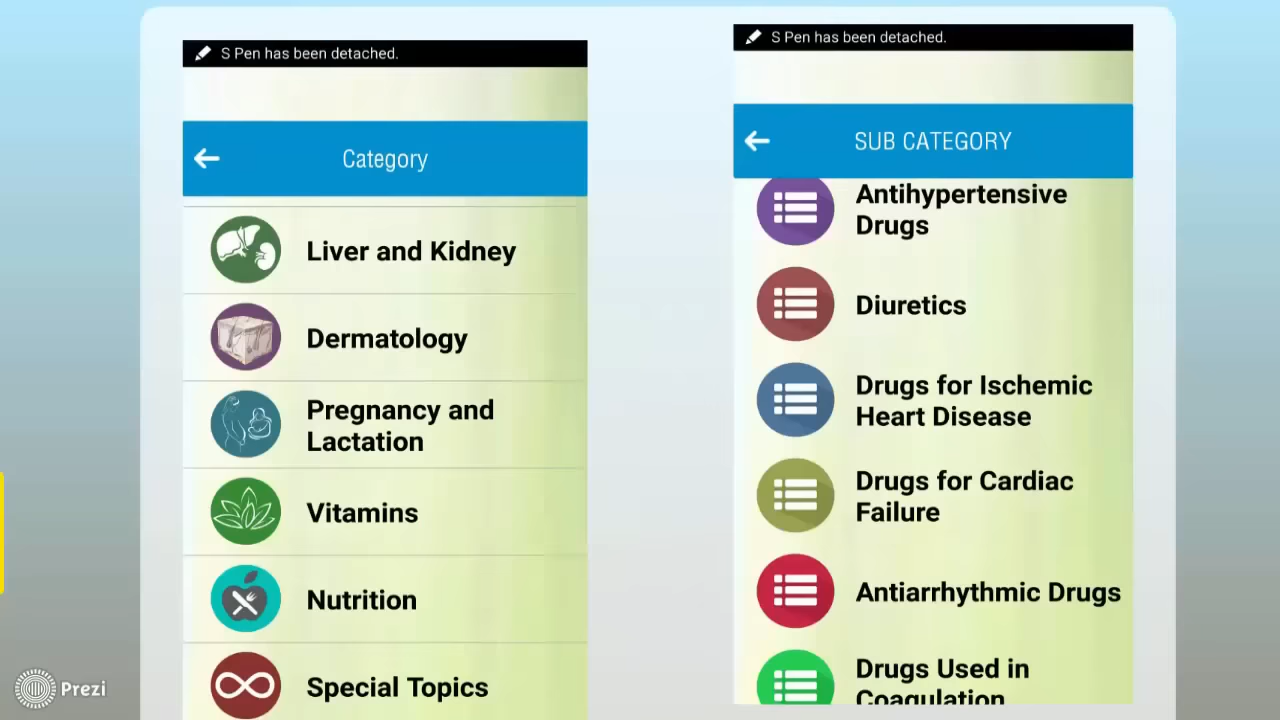 S Pen has been detached.
Category
Liver and Kidney
Dermatology
Pregnancy and
Lactation
Vitamins
Nutrition
Special Topics
S Pen has been detached.
SUB CATEGORY
Antihypertensive
Drugs
Diuretics
Drugs for Ischemic
Heart Disease
Drugs for Cardiac
Failure
Antiarrhythmic Drugs
Drugs Used in
Coagulation
Prezi